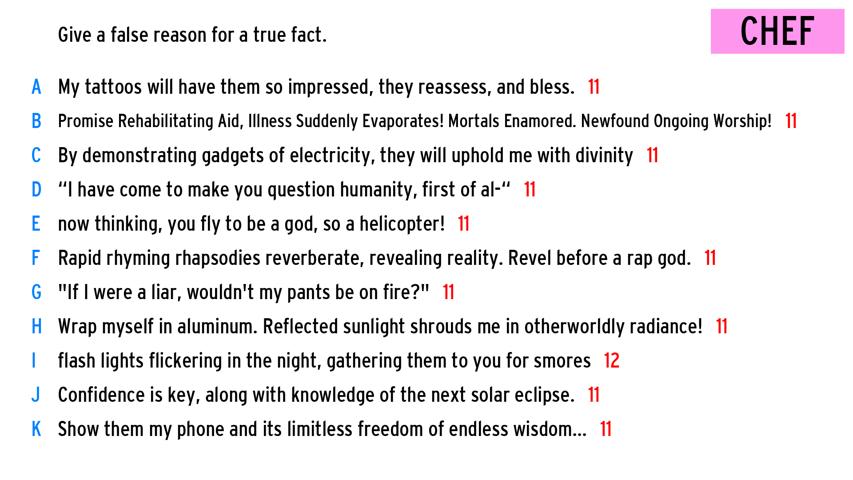 Give a false reason for a true fact.
CHEF
A My tattoos will have them so impressed, they reassess, and bless. 11
B Promise Rehabilitating Aid, Illness Suddenly Evaporates! Mortals Enamored. Newfound Ongoing Worship! 11
C By demonstrating gadgets of electricity, they will uphold me with divinity 11
D “I have come to make you question humanity, first of al-“ 11
E now thinking, you fly to be a god, so a helicopter! 11
F Rapid rhyming rhapsodies reverberate, revealing reality. Revel before a rap god. 11
G "If I were a liar, wouldn't my pants be on fire?" 11
H Wrap myself in aluminum. Reflected sunlight shrouds me in otherworldly radiance! 11
I flash lights flickering in the night, gathering them to you for smores 12
J Confidence is key, along with knowledge of the next solar eclipse. 11
K Show them my phone and its limitless freedom of endless wisdom... 11